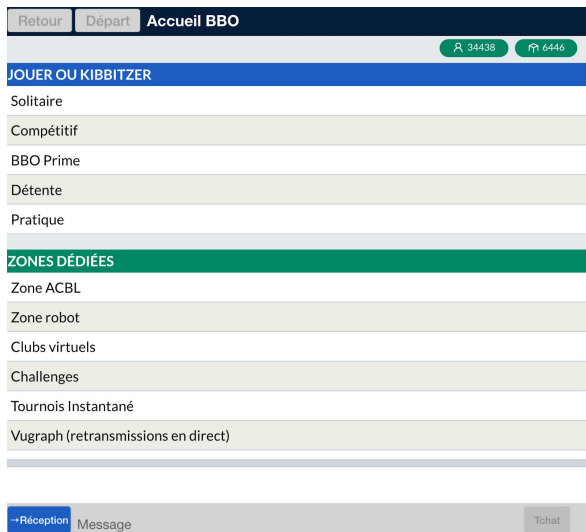 Retour Départ Accueil BBO
34438 6446
JOUER OU KIBBITZER
Solitaire
Compétitif
BBO Prime
Détente
Pratique
ZONES DÉDIÉES
Zone ACBL
Zone robot
Clubs virtuels
Challenges
Tournois Instantané
Vugraph (retransmissions en direct)
→Réception Message Tchat